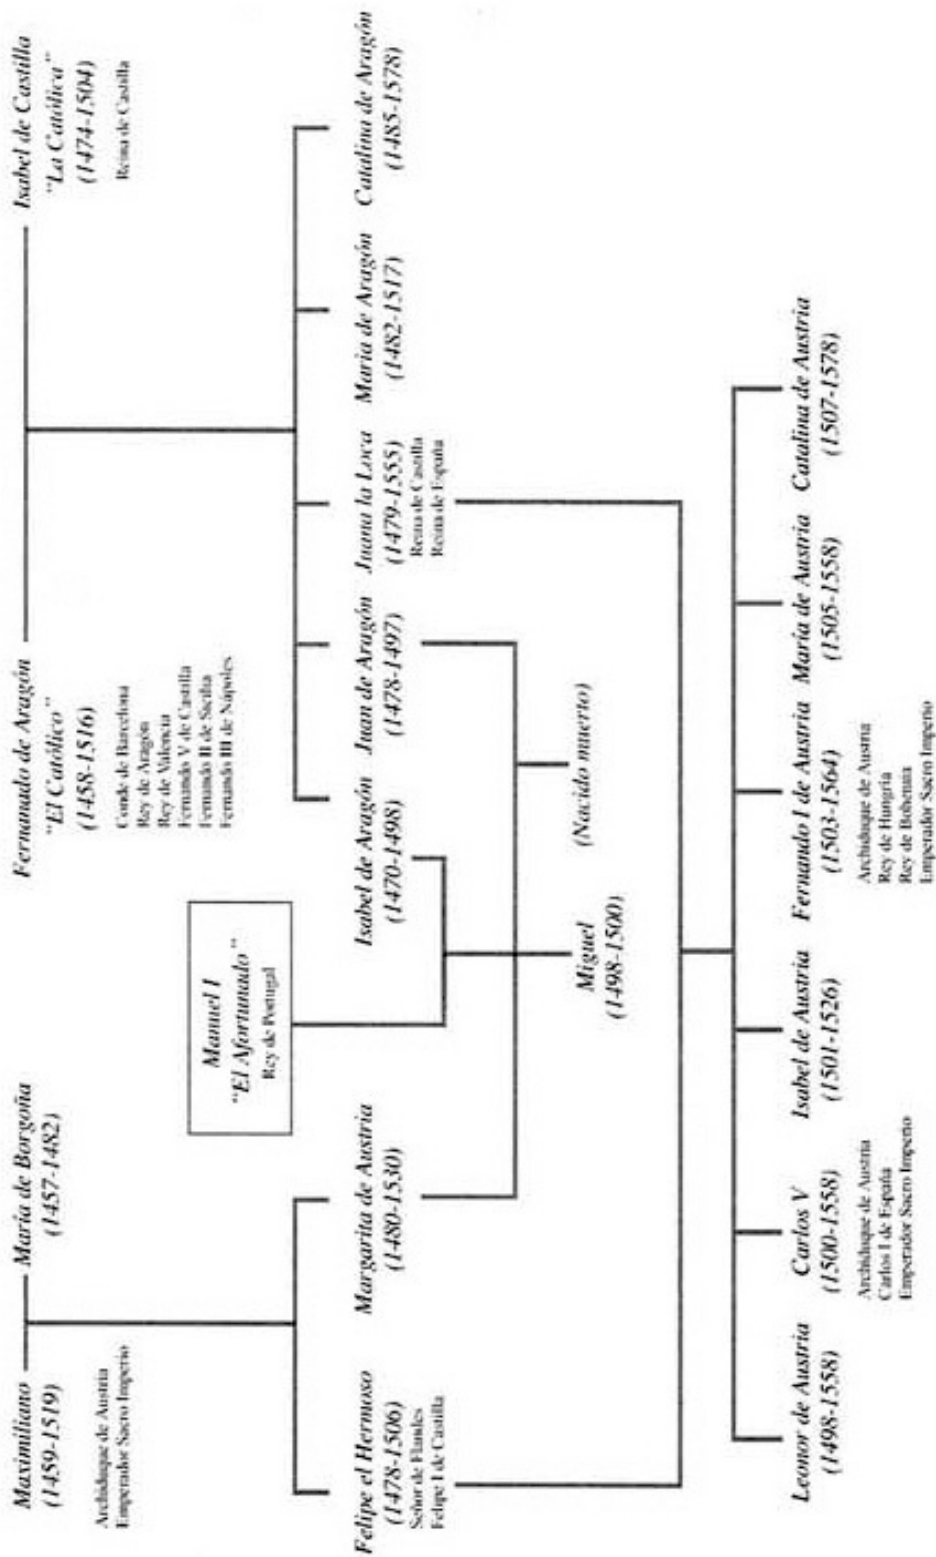 Maximiliano
(1459-1519)
Archiduque de Austria
Emperador Sacro Imperio
María de Borgoña
(1457-1482)
Fernando de Aragón
"El Católico"
(1458-1516)
Conde de Barcelona
Rey de Aragón
Rey de Valencia
Fernando V de Castilla
Fernando II de Sicilia
Fernando III de Nápoles
Isabel de Castilla
"La Católica"
(1474-1504)
Reina de Castilla
Manuel I
"El Afortunado"
Rey de Portugal
Felipe el Hermoso
(1478-1506)
Señor de Flandes
Felipe I de Castilla
Margarita de Austria
(1480-1530)
Isabel de Aragón
(1470-1498)
Juan de Aragón
(1478-1497)
Juana la Loca
(1479-1555)
Reina de Castilla
Reina de España
María de Aragón
(1482-1517)
Catalina de Aragón
(1485-1578)
Miguel
(1498-1500)
(Nacido muerto)
Leonor de Austria
(1498-1558)
Carlos V
(1500-1558)
Archiduque de Austria
Carlos I de España
Emperador Sacro Imperio
Isabel de Austria
(1501-1526)
Fernando I de Austria
(1503-1564)
Archiduque de Austria
Rey de Hungría
Rey de Bohemia
Emperador Sacro Imperio
María de Austria
(1505-1558)
Catalina de Austria
(1507-1578)